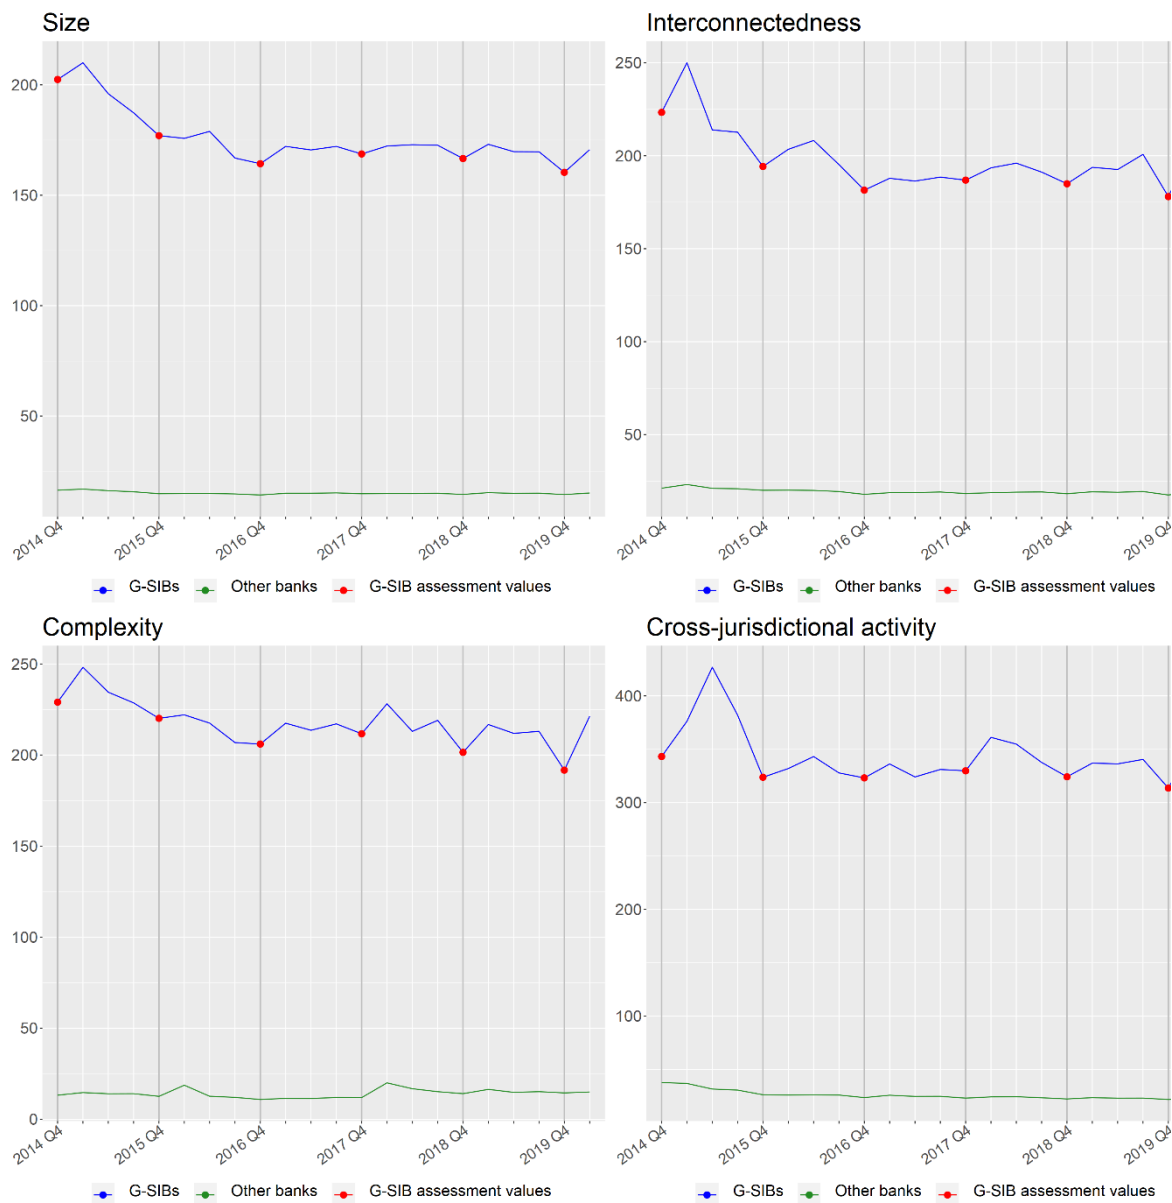 Size
200
150
100
50
2014 Q4 2015 Q4 2016 Q4 2017 Q4 2018 Q4 2019 Q4
G-SIBs Other banks G-SIB assessment values
Interconnectedness
250
200
150
100
50
2014 Q4 2015 Q4 2016 Q4 2017 Q4 2018 Q4 2019 Q4
G-SIBs Other banks G-SIB assessment values
Complexity
250
200
150
100
50
0
2014 Q4 2015 Q4 2016 Q4 2017 Q4 2018 Q4 2019 Q4
G-SIBs Other banks G-SIB assessment values
Cross-jurisdictional activity
400
300
200
100
2014 Q4 2015 Q4 2016 Q4 2017 Q4 2018 Q4 2019 Q4
G-SIBs Other banks G-SIB assessment values